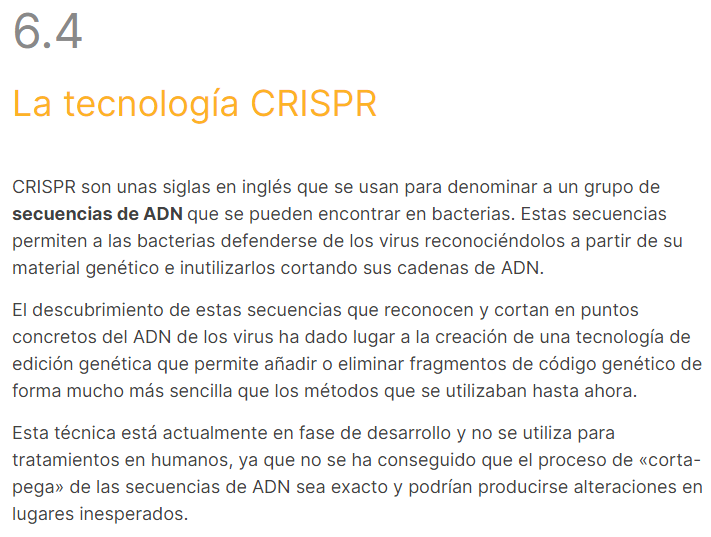 6.4
La tecnología CRISPR
CRISPR son unas siglas en inglés que se usan para denominar a un grupo de
secuencias de ADN que se pueden encontrar en bacterias. Estas secuencias
permiten a las bacterias defenderse de los virus reconociéndolos a partir de su
material genético e inutilizarlos cortando sus cadenas de ADN.
El descubrimiento de estas secuencias que reconocen y cortan en puntos
concretos del ADN de los virus ha dado lugar a la creación de una tecnología de
edición genética que permite añadir o eliminar fragmentos de código genético de
forma mucho más sencilla que los métodos que se utilizaban hasta ahora.
Esta técnica está actualmente en fase de desarrollo y no se utiliza para
tratamientos en humanos, ya que no se ha conseguido que el proceso de «corta-
pega» de las secuencias de ADN sea exacto y podrían producirse alteraciones en
lugares inesperados.